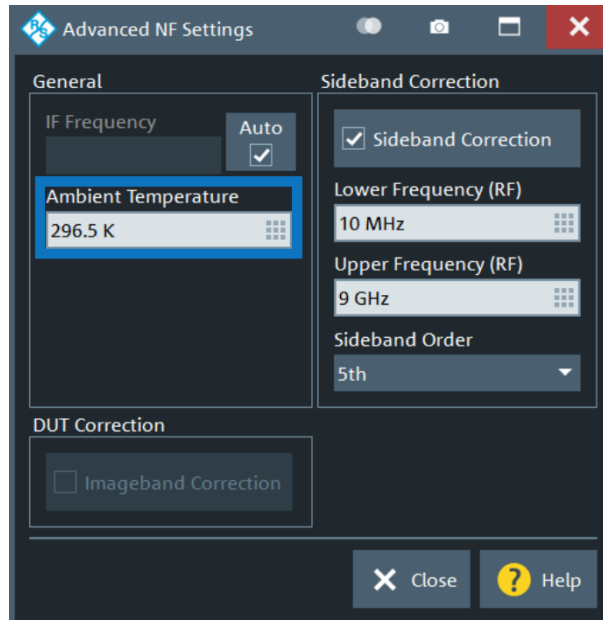 Advanced NF Settings
General
IF Frequency
Auto
Ambient Temperature
296.5 K
Sideband Correction
Sideband Correction
Lower Frequency (RF)
10 MHz
Upper Frequency (RF)
9 GHz
Sideband Order
5th
DUT Correction
Imageband Correction
Close
? Help